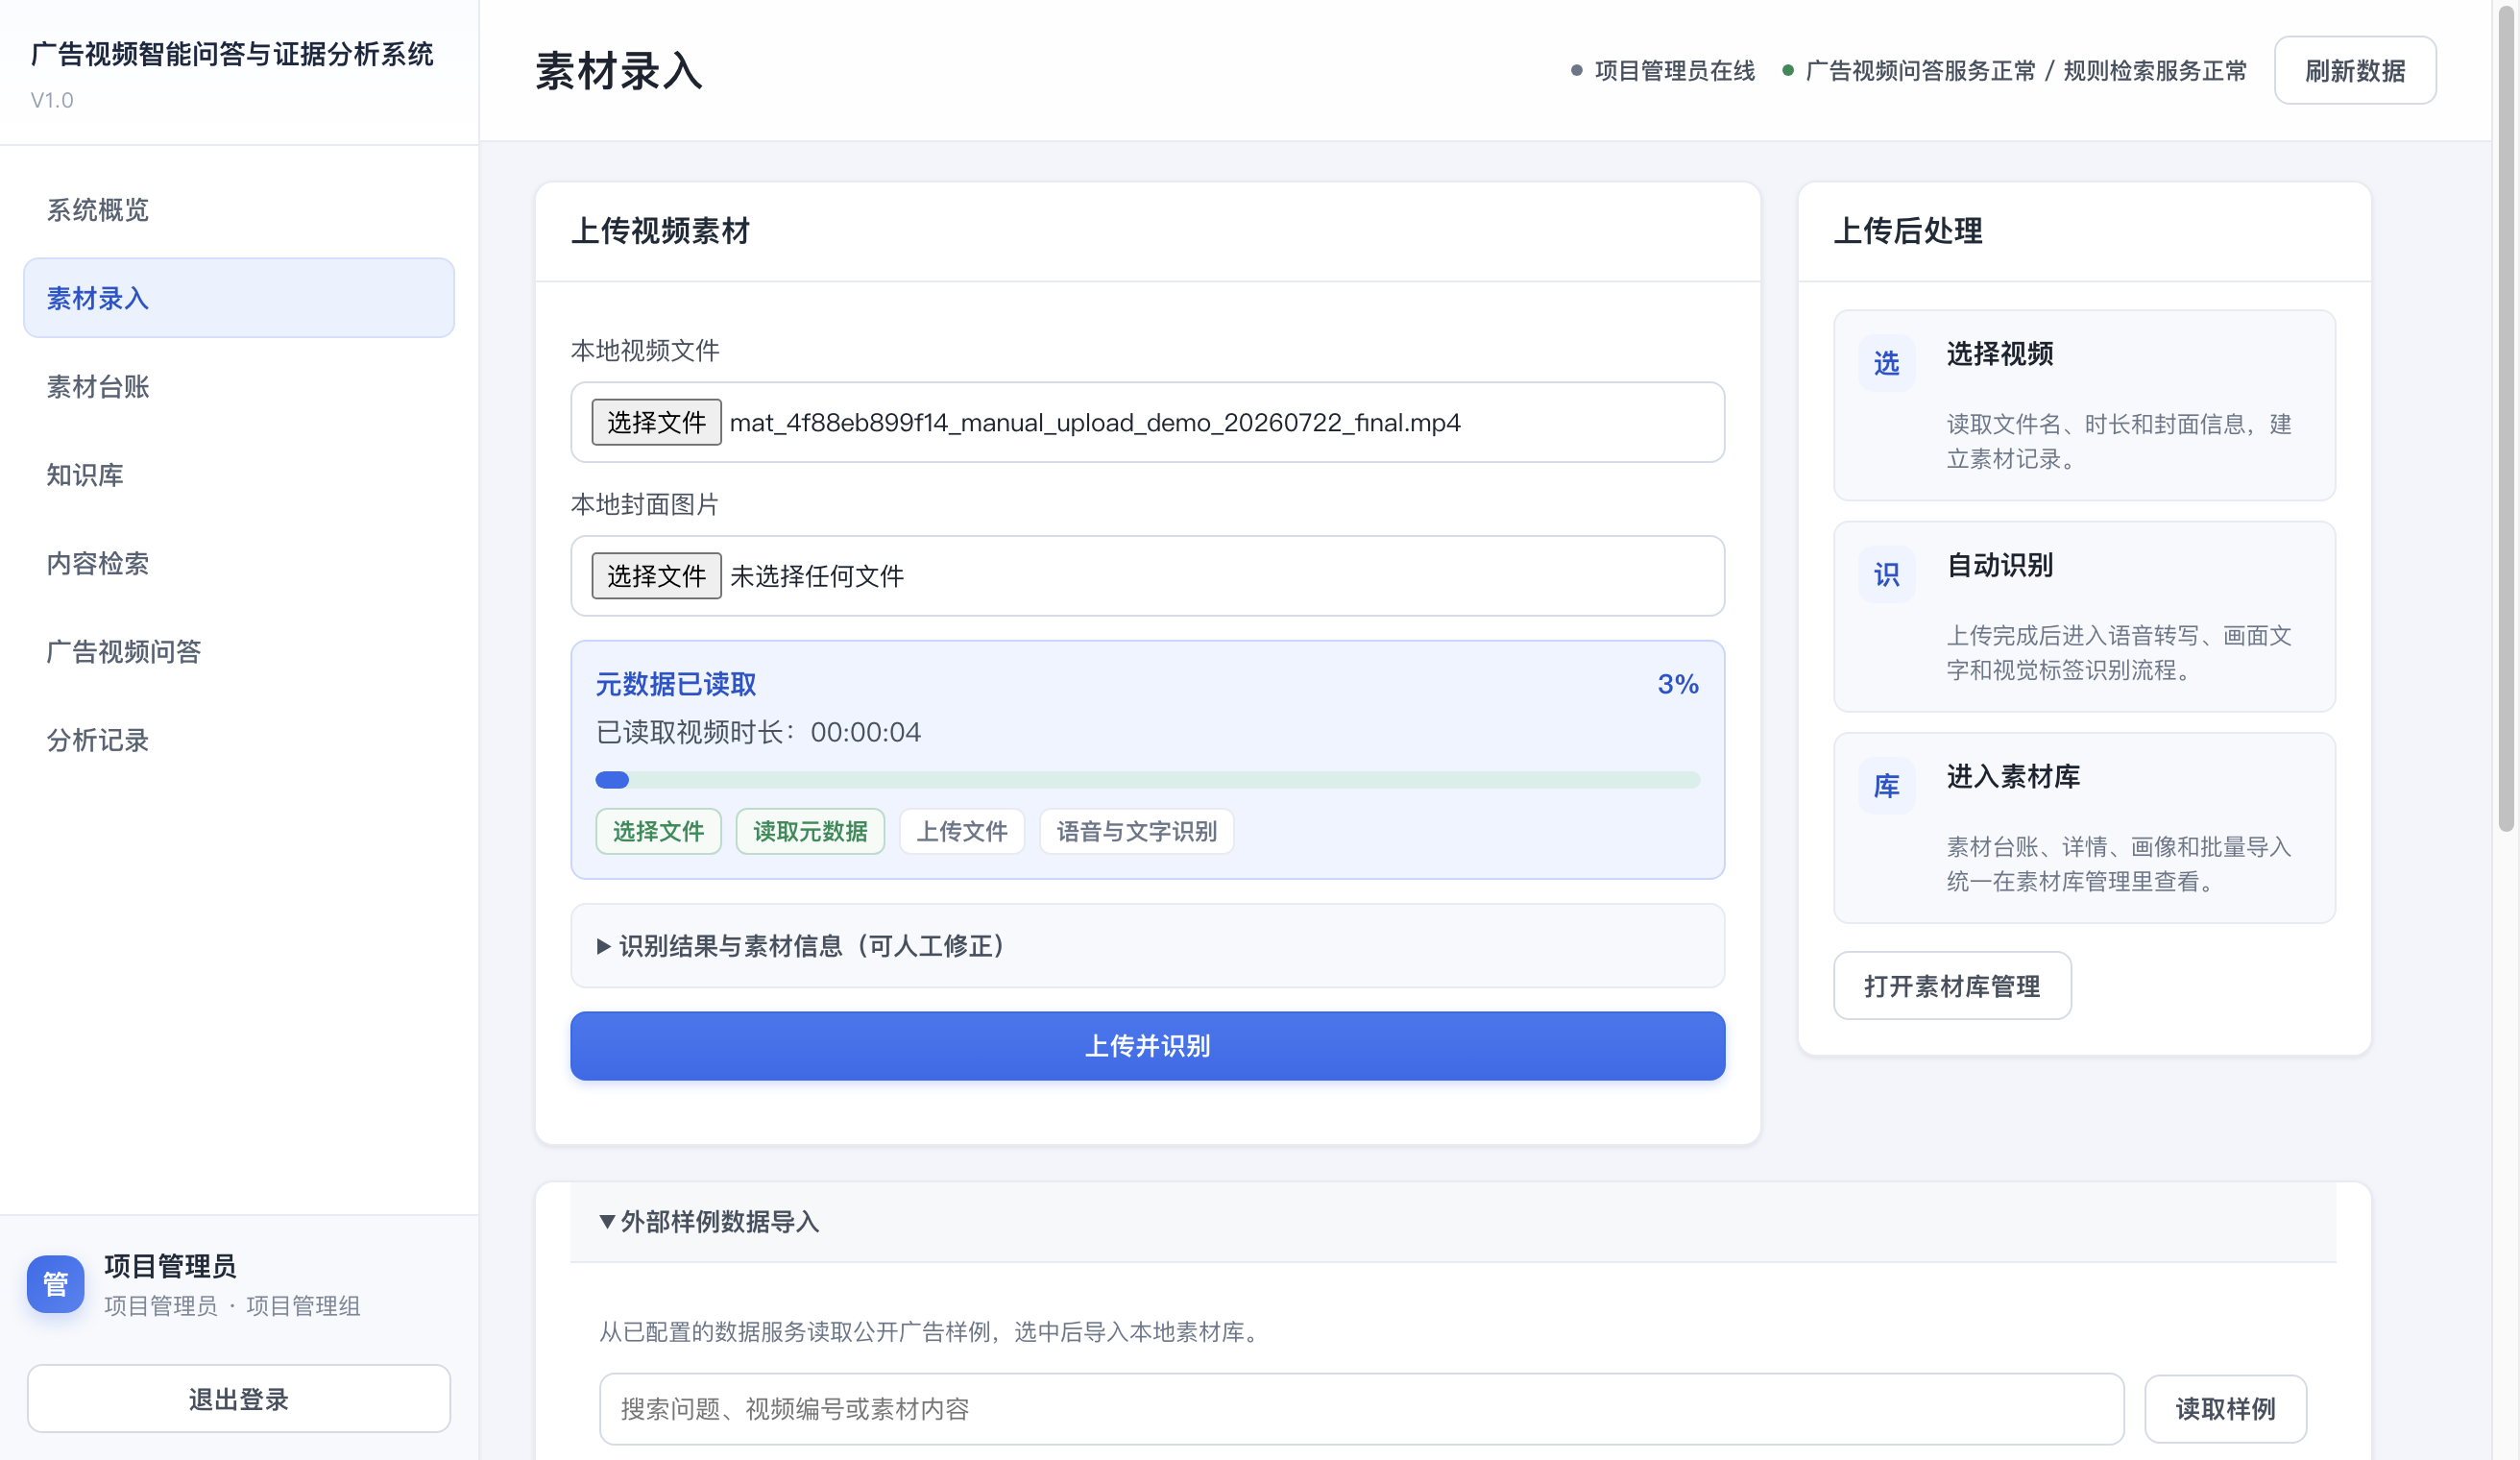 广告视频智能问答与证据分析系统
V1.0
系统概览
素材录入
素材台账
知识库
内容检索
广告视频问答
分析记录
管
项目管理员
项目管理员 · 项目管理组
退出登录
素材录入
项目管理员在线
广告视频问答服务正常 / 规则检索服务正常
刷新数据
上传视频素材
本地视频文件
选择文件 mat_4f88eb899f14_manual_upload_demo_20260722_final.mp4
本地封面图片
选择文件 未选择任何文件
元数据已读取
3%
已读取视频时长：00:00:04
选择文件
读取元数据
上传文件
语音与文字识别
识别结果与素材信息（可人工修正）
上传并识别
上传后处理
选
选择视频
读取文件名、时长和封面信息，建
立素材记录。
识
自动识别
上传完成后进入语音转写、画面文
字和视觉标签识别流程。
库
进入素材库
素材台账、详情、画像和批量导入
统一在素材库管理里查看。
打开素材库管理
外部样例数据导入
从已配置的数据服务读取公开广告样例，选中后导入本地素材库。
搜索问题、视频编号或素材内容
读取样例